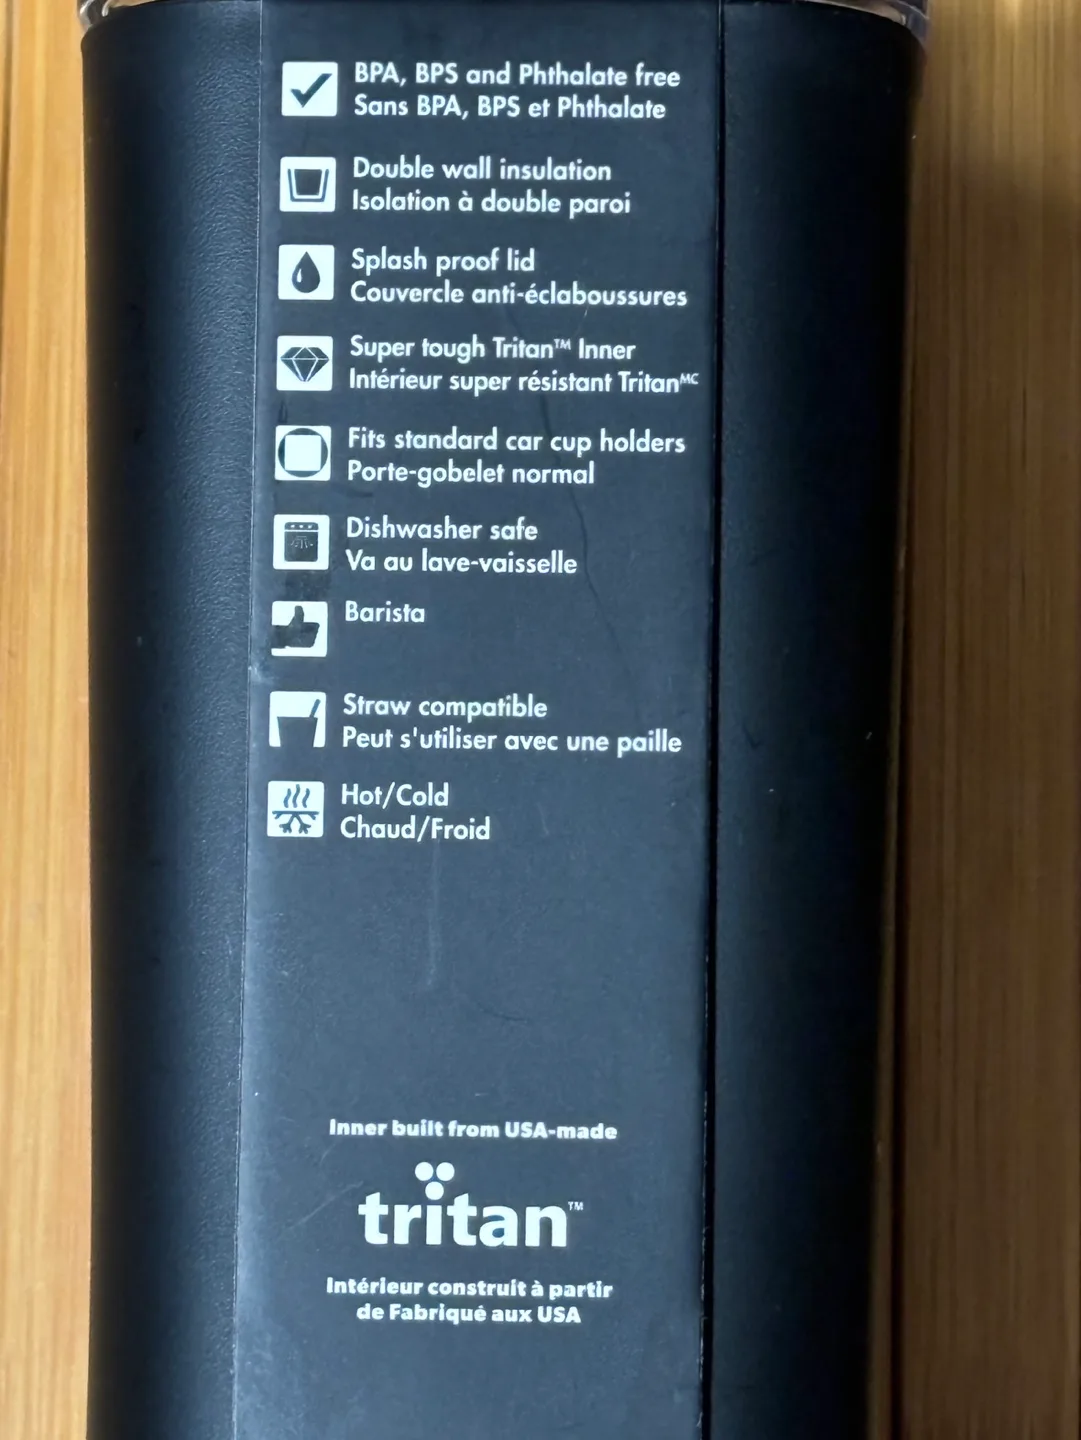 BPA, BPS and Phthalate free
Sans BPA, BPS et Phthalate
Double wall insulation
Isolation à double paroi
Splash proof lid
Couvercle anti-éclaboussures
Super tough Tritan™ Inner
Intérieur super résistant Tritanᴹᶜ
Fits standard car cup holders
Porte-gobelet normal
Dishwasher safe
Va au lave-vaisselle
Barista
Straw compatible
Peut s'utiliser avec une paille
Hot/Cold
Chaud/Froid
Inner built from USA-made
tritan™
Intérieur construit à partir
de Fabriqué aux USA